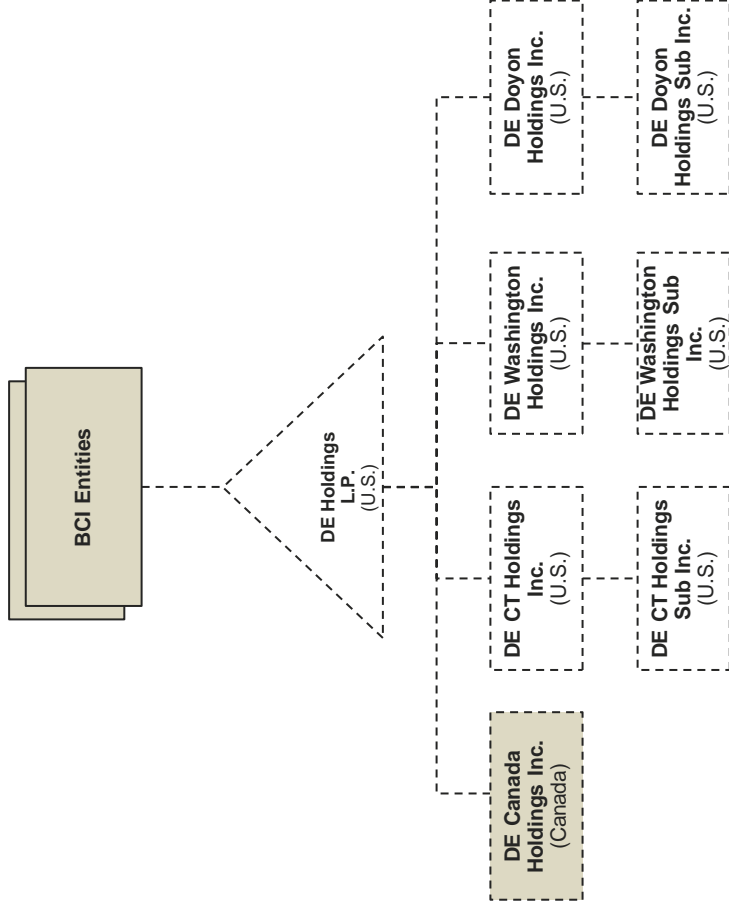 BCI Entities
DE Holdings
L.P.
(U.S.)
DE Canada
Holdings Inc.
(Canada)
DE CT Holdings
Inc.
(U.S.)
DE Washington
Holdings Inc.
(U.S.)
DE Doyon
Holdings Inc.
(U.S.)
DE CT Holdings
Sub Inc.
(U.S.)
DE Washington
Holdings Sub
Inc.
(U.S.)
DE Doyon
Holdings Sub Inc.
(U.S.)